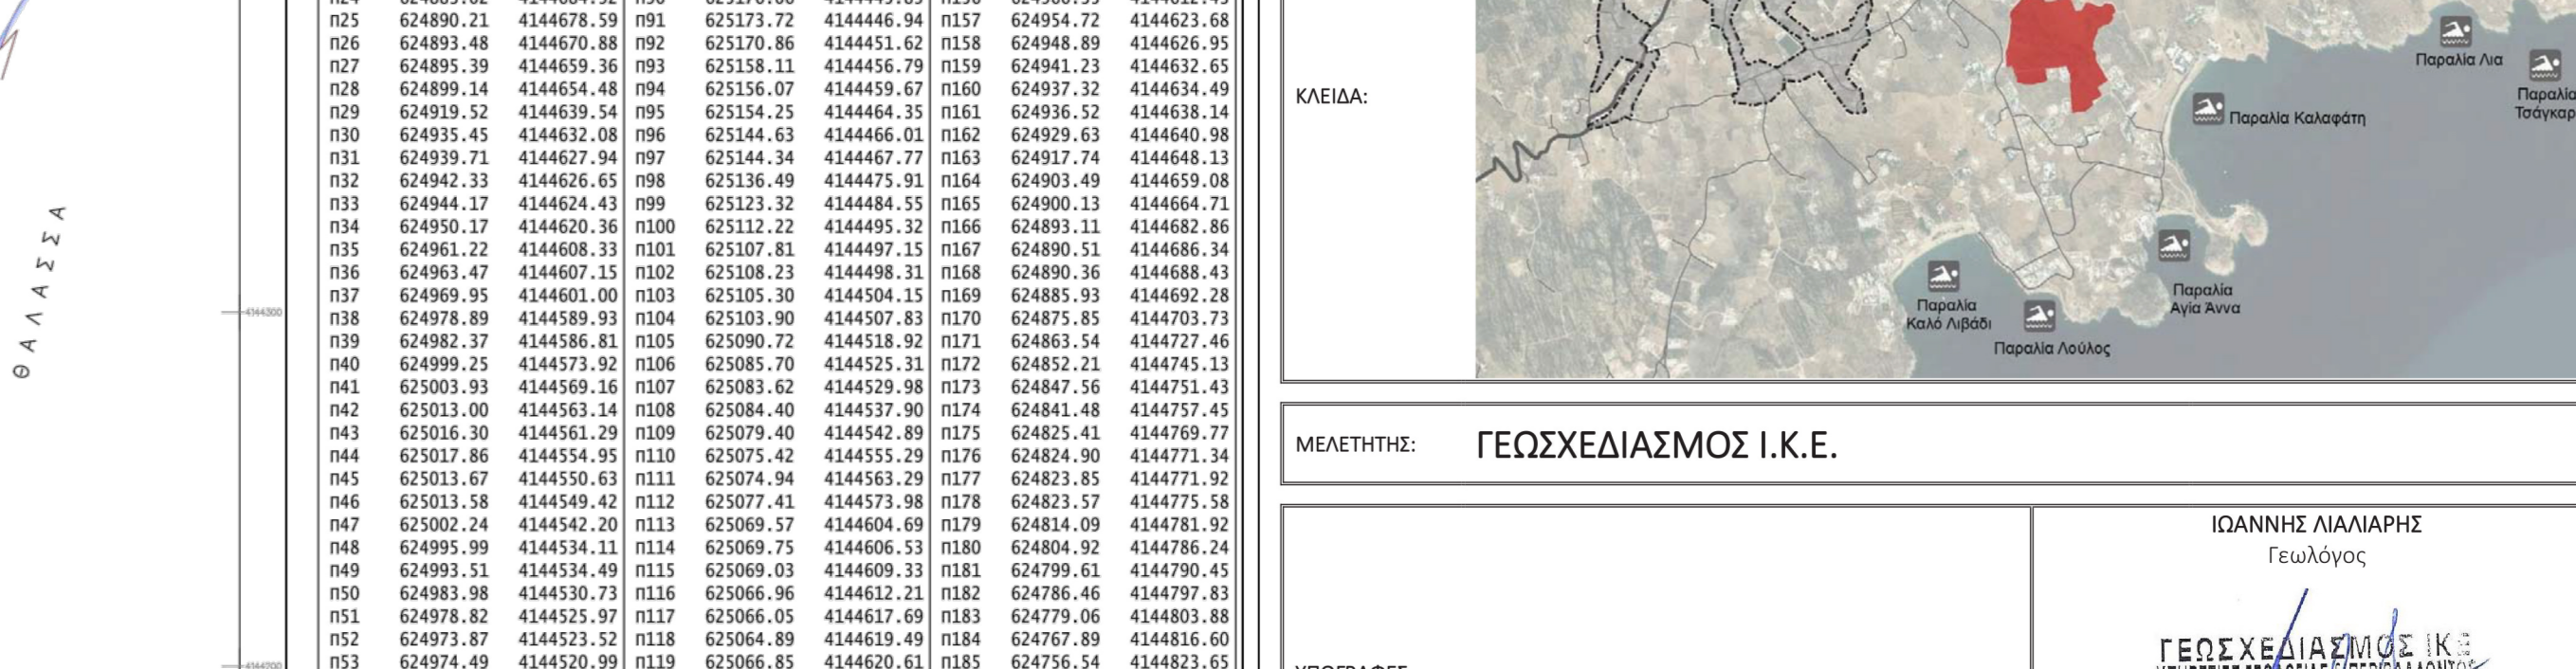 π25 624890.21 4144678.59 π91 625173.72 4144446.94 π157 624954.72 4144623.68
π26 624893.48 4144670.88 π92 625170.86 4144451.62 π158 624948.89 4144626.95
π27 624895.39 4144659.36 π93 625158.11 4144456.79 π159 624941.23 4144632.65
π28 624899.14 4144654.48 π94 625156.07 4144459.67 π160 624937.32 4144634.49
π29 624919.52 4144639.54 π95 625154.25 4144464.35 π161 624936.52 4144638.14
π30 624935.45 4144632.08 π96 625144.63 4144466.01 π162 624929.63 4144640.98
π31 624939.71 4144627.94 π97 625144.34 4144467.77 π163 624917.74 4144648.13
π32 624942.33 4144626.65 π98 625136.49 4144475.91 π164 624903.49 4144659.08
π33 624944.17 4144624.43 π99 625123.32 4144484.55 π165 624900.13 4144664.71
π34 624950.17 4144620.36 π100 625112.22 4144495.32 π166 624893.11 4144682.86
π35 624961.22 4144608.33 π101 625107.81 4144497.15 π167 624890.51 4144686.34
π36 624963.47 4144607.15 π102 625108.23 4144498.31 π168 624890.36 4144688.43
π37 624969.95 4144601.00 π103 625105.30 4144504.15 π169 624885.93 4144692.28
π38 624978.89 4144589.93 π104 625103.90 4144507.83 π170 624875.85 4144703.73
π39 624982.37 4144586.81 π105 625090.72 4144518.92 π171 624863.54 4144727.46
π40 624999.25 4144573.92 π106 625085.70 4144525.31 π172 624852.21 4144745.13
π41 625003.93 4144569.16 π107 625083.62 4144529.98 π173 624847.56 4144751.43
π42 625013.00 4144563.14 π108 625084.40 4144537.90 π174 624841.48 4144757.45
π43 625016.30 4144561.29 π109 625079.40 4144542.89 π175 624825.41 4144769.77
π44 625017.86 4144554.95 π110 625075.42 4144555.29 π176 624824.90 4144771.34
π45 625013.67 4144550.63 π111 625074.94 4144563.29 π177 624823.85 4144771.92
π46 625013.58 4144549.42 π112 625077.41 4144573.98 π178 624823.57 4144775.58
π47 625002.24 4144542.20 π113 625069.57 4144604.69 π179 624814.09 4144781.92
π48 624995.99 4144534.11 π114 625069.75 4144606.53 π180 624804.92 4144786.24
π49 624993.51 4144534.49 π115 625069.03 4144609.33 π181 624799.61 4144790.45
π50 624983.98 4144530.73 π116 625066.96 4144612.21 π182 624786.46 4144797.83
π51 624978.82 4144525.97 π117 625066.05 4144617.69 π183 624779.06 4144803.88
π52 624973.87 4144523.52 π118 625064.89 4144619.49 π184 624767.89 4144816.60
π53 624974.49 4144520.99 π119 625066.85 4144620.61 π185 624756.54 4144823.65
ΘΑΛΑΣΣΑ
4144300
4144200
ΚΛΕΙΔΑ:
Παραλία Λια
Παραλία
Τσάγκαρ
Παραλία Καλαφάτη
Παραλία
Αγία Άννα
Παραλία
Καλό Λιβάδι
Παραλία Λούλος
ΜΕΛΕΤΗΤΗΣ: ΓΕΩΣΧΕΔΙΑΣΜΟΣ Ι.Κ.Ε.
ΙΩΑΝΝΗΣ ΛΙΑΛΙΑΡΗΣ
Γεωλόγος
ΓΕΩΣΧΕΔΙΑΣΜΟΣ ΙΚΕ